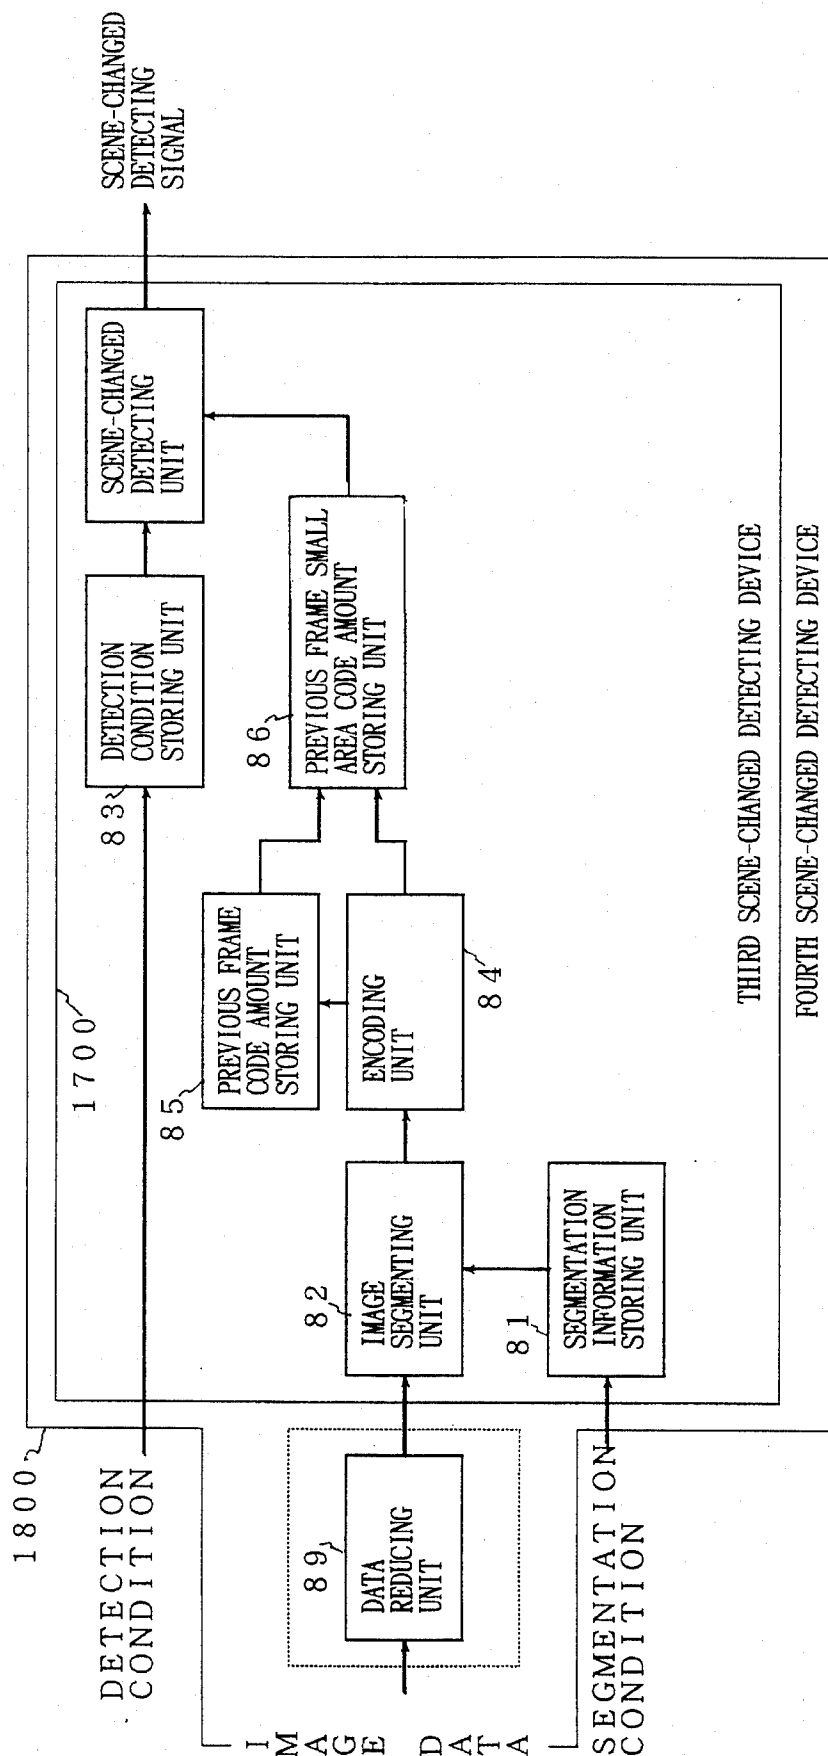 1800
DETECTION
CONDITION
1700
83
DETECTION
CONDITION
STORING UNIT
SCENE-CHANGED
DETECTING
UNIT
SCENE-CHANGED
DETECTING
SIGNAL
85
PREVIOUS FRAME
CODE AMOUNT
STORING UNIT
86
PREVIOUS FRAME SMALL
AREA CODE AMOUNT
STORING UNIT
IMAGE DATA
89
DATA
REDUCING
UNIT
82
IMAGE
SEGMENTING
UNIT
ENCODING
UNIT
84
SEGMENTATION
CONDITION
81
SEGMENTATION
INFORMATION
STORING UNIT
THIRD SCENE-CHANGED DETECTING DEVICE
FOURTH SCENE-CHANGED DETECTING DEVICE